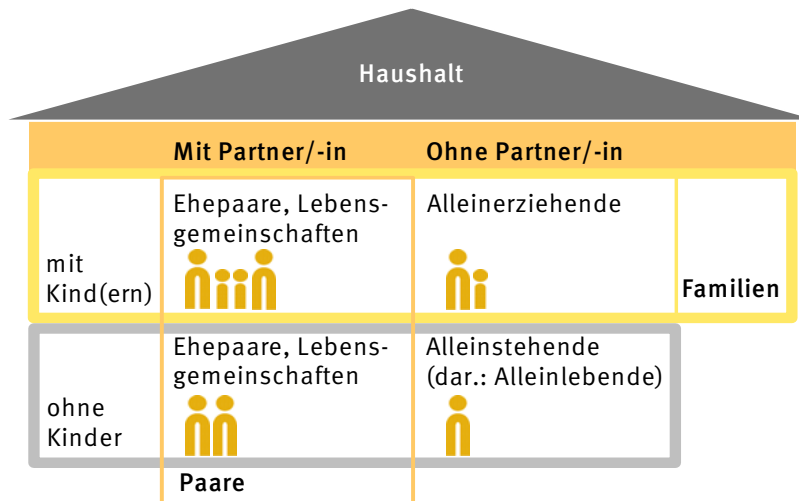 Haushalt
Mit Partner/-in
Ohne Partner/-in
mit
Kind(ern)
Ehepaare, Lebens-
gemeinschaften
Alleinerziehende
Familien
ohne
Kinder
Ehepaare, Lebens-
gemeinschaften
Alleinstehende
(dar.: Alleinlebende)
Paare